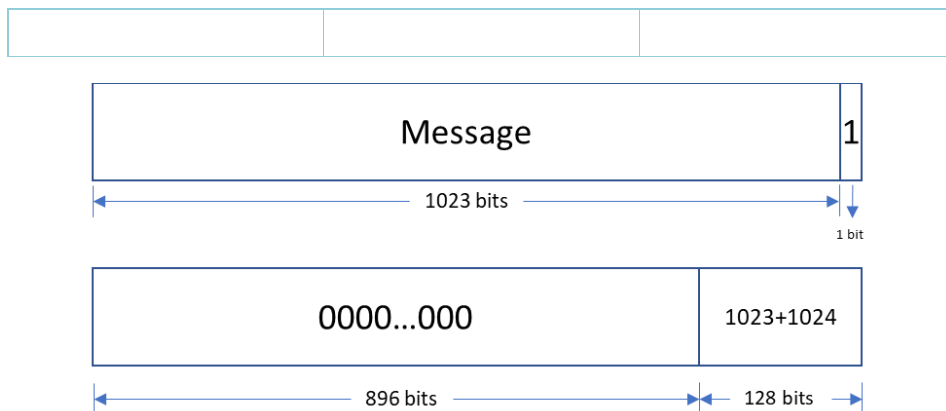 Message 1
1023 bits
1 bit
0000...000 1023+1024
896 bits 128 bits